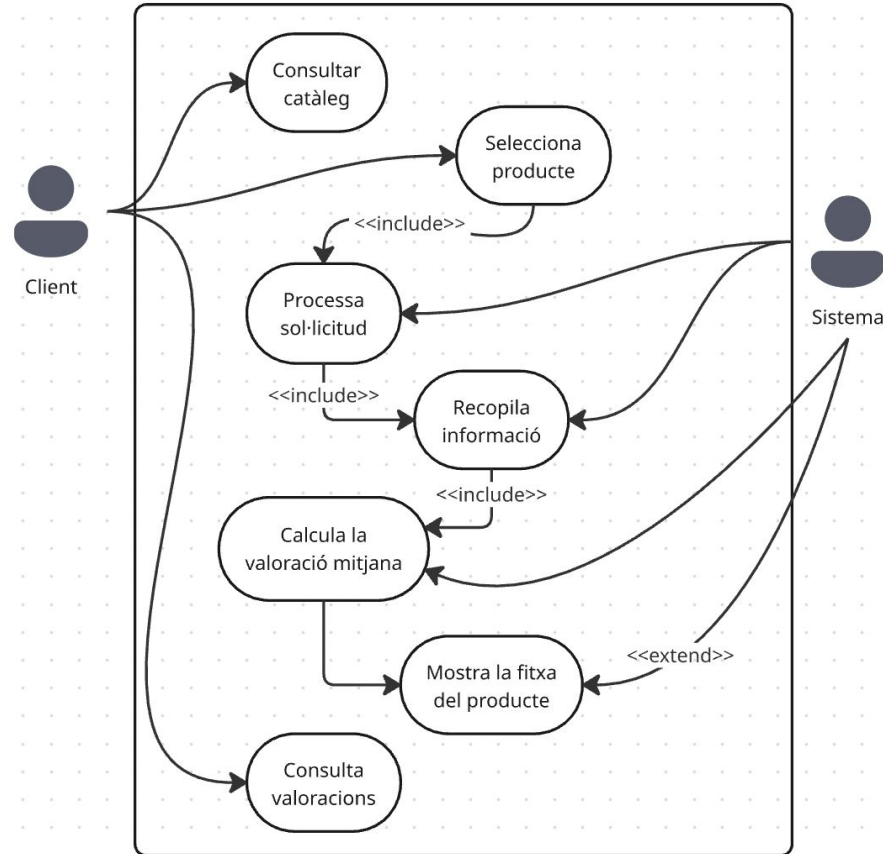 Consultar
catàleg
Selecciona
producte
<<include>>
Client
Processa
sol·licitud
Sistema
<<include>>
Recopila
informació
<<include>>
Calcula la
valoració mitjana
<<extend>>
Mostra la fitxa
del producte
Consulta
valoracions